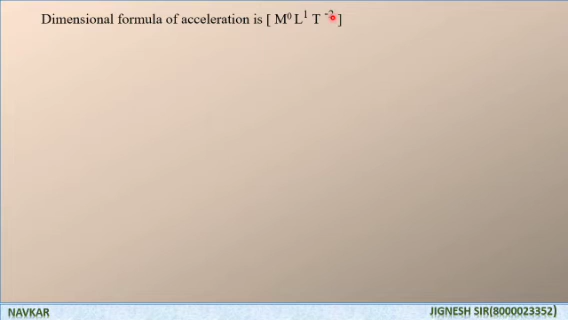 Dimensional formula of acceleration is [ M⁰ L¹ T ⁻² ]
NAVKAR
JIGNESH SIR(8000023352)